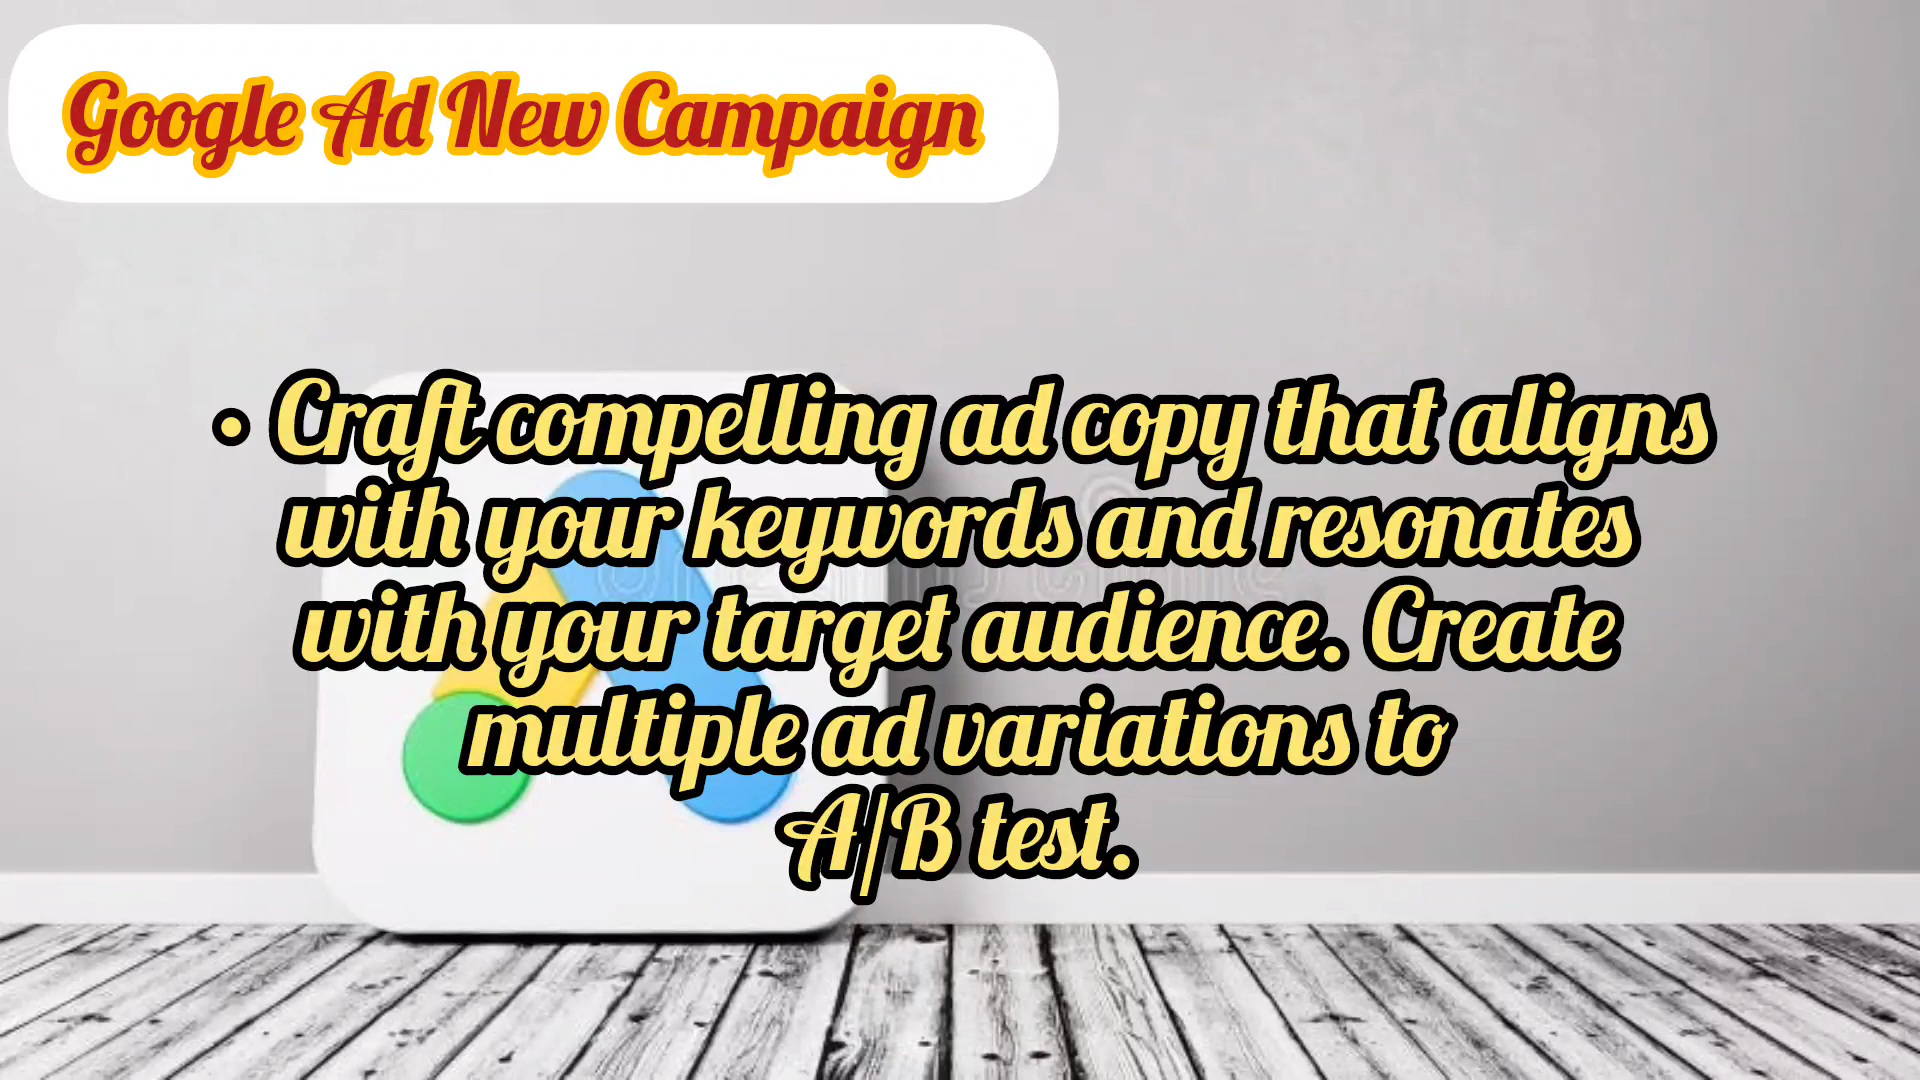 Google Ad New Campaign
• Craft compelling ad copy that aligns
with your keywords and resonates
with your target audience. Create
multiple ad variations to
A/B test.